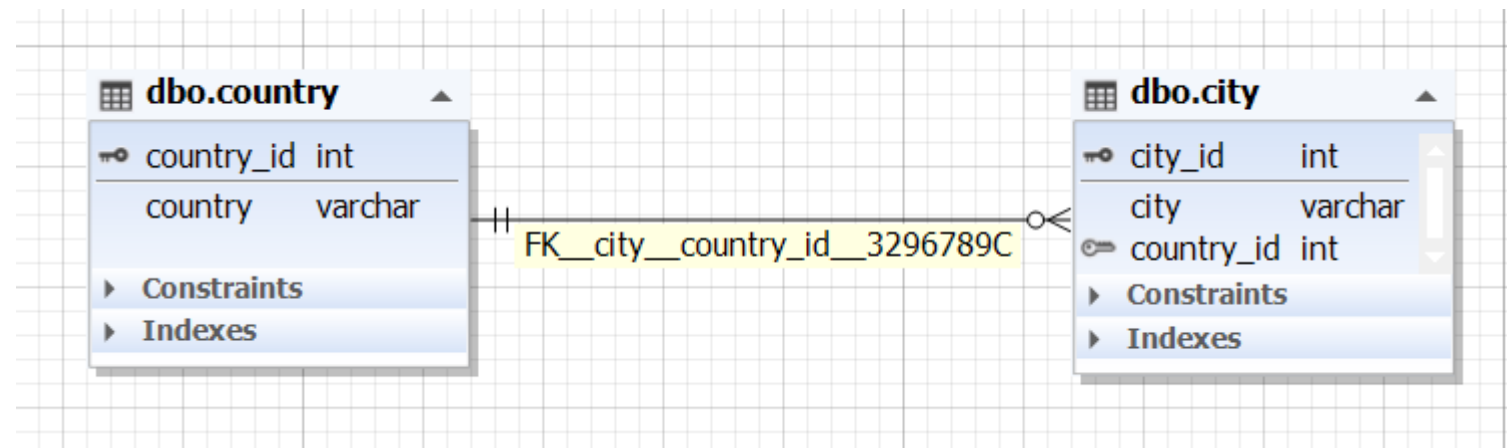 dbo.country
country_id int
country varchar
Constraints
Indexes
FK__city__country_id__3296789C
dbo.city
city_id int
city varchar
country_id int
Constraints
Indexes